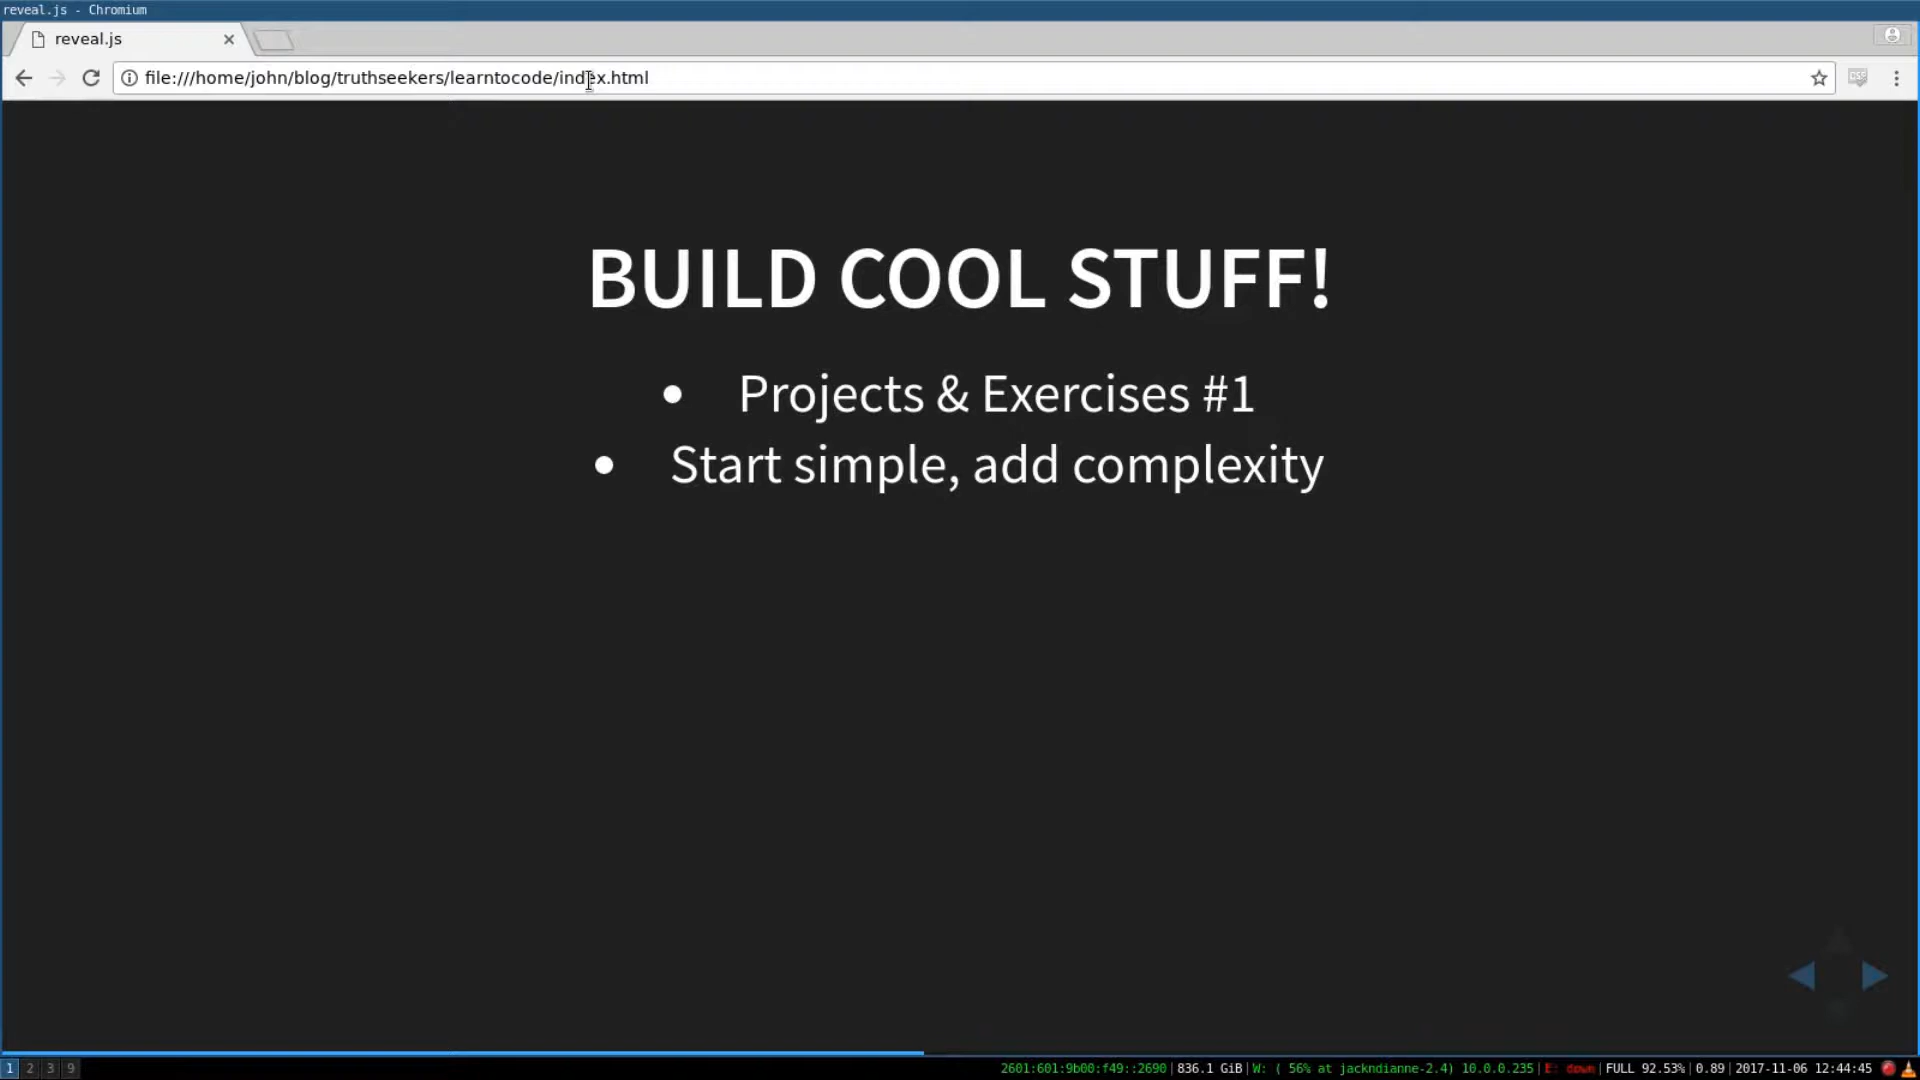 reveal.js - Chromium
reveal.js
file:///home/john/blog/truthseekers/learntocode/index.html
BUILD COOL STUFF!
• Projects & Exercises #1
• Start simple, add complexity
1 2 3 9
2601:601:9b00:f49::2690|836.1 GiB|W: ( 56% at jackndianne-2.4) 10.0.0.235|E: down|FULL 92.53%|0.89|2017-11-06 12:44:45